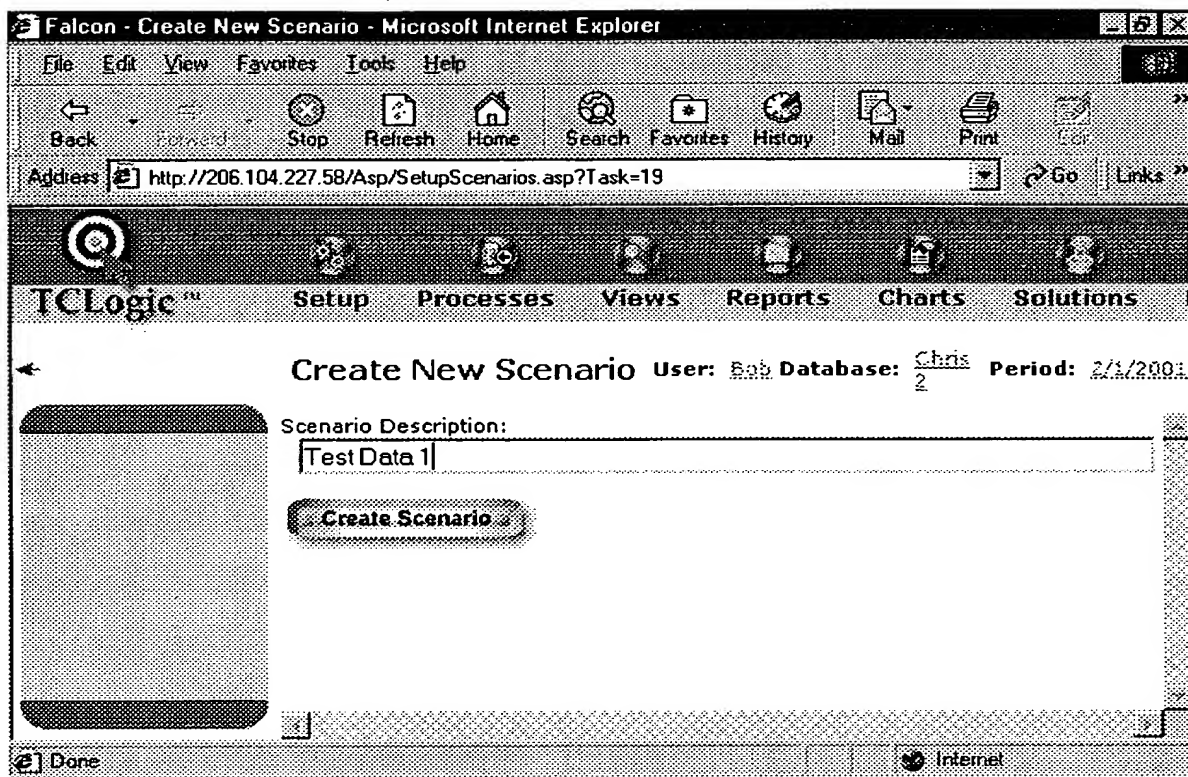 Falcon - Create New Scenario - Microsoft Internet Explorer
File Edit View Favorites Tools Help
Back Forward Stop Refresh Home Search Favorites History Mail Print Edit
Address http://206.104.227.58/Asp/SetupScenarios.asp?Task=19 Go Links »
TCLogic ™ Setup Processes Views Reports Charts Solutions
Create New Scenario User: Bob Database: Chris 2 Period: 2/1/2001
Scenario Description:
Test Data 1
Create Scenario
Done Internet